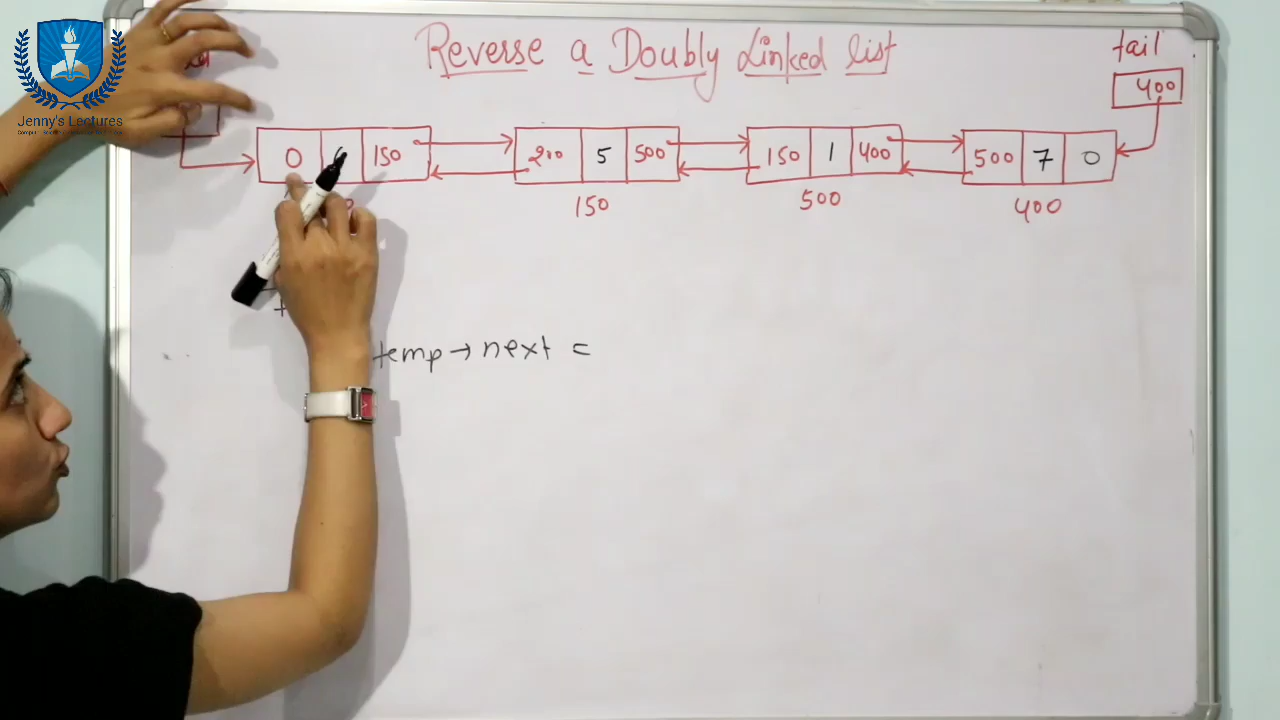 Reverse a Doubly Linked list
tail
400
0 150
200 5 500
150 1 400
500 7 0
150
500
400
temp → next =
Jenny's Lectures